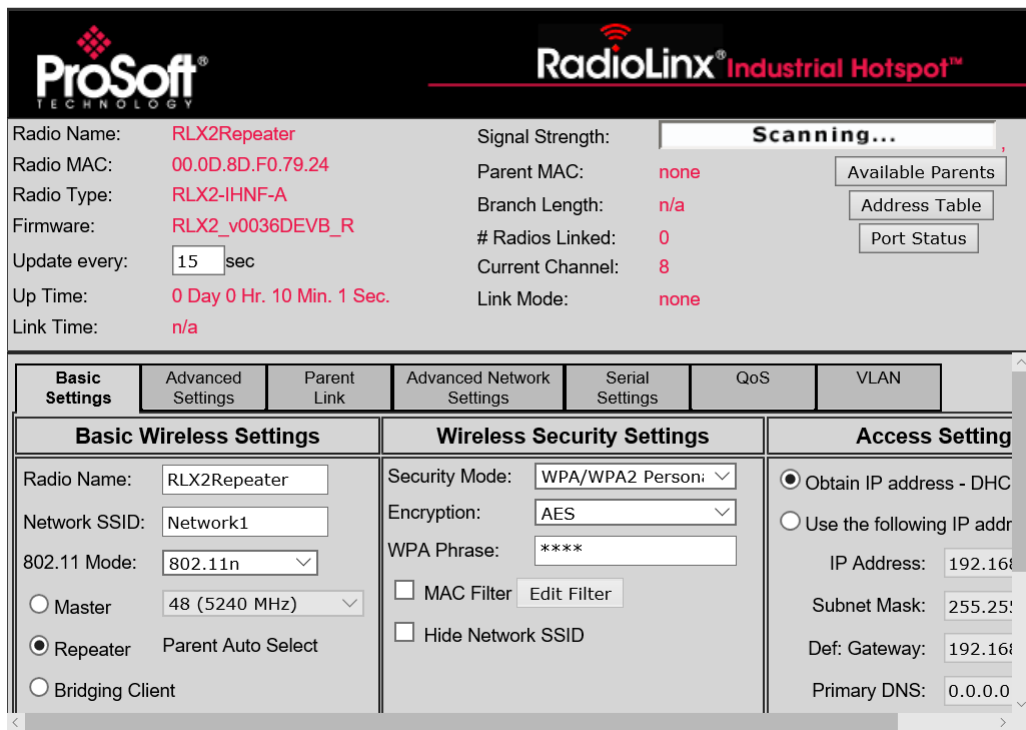 ProSoft®
TECHNOLOGY
RadioLinx® Industrial Hotspot™
Radio Name: RLX2Repeater
Radio MAC: 00.0D.8D.F0.79.24
Radio Type: RLX2-IHNF-A
Firmware: RLX2_v0036DEVB_R
Update every: 15 sec
Up Time: 0 Day 0 Hr. 10 Min. 1 Sec.
Link Time: n/a
Signal Strength: Scanning... ,
Parent MAC: none
Branch Length: n/a
# Radios Linked: 0
Current Channel: 8
Link Mode: none
Available Parents
Address Table
Port Status
Basic Settings
Advanced Settings
Parent Link
Advanced Network Settings
Serial Settings
QoS
VLAN
Basic Wireless Settings
Radio Name: RLX2Repeater
Network SSID: Network1
802.11 Mode: 802.11n
Master 48 (5240 MHz)
Repeater Parent Auto Select
Bridging Client
Wireless Security Settings
Security Mode: WPA/WPA2 Persona
Encryption: AES
WPA Phrase: ****
MAC Filter Edit Filter
Hide Network SSID
Access Setting
Obtain IP address - DHC
Use the following IP addr
IP Address: 192.168
Subnet Mask: 255.255
Def: Gateway: 192.168
Primary DNS: 0.0.0.0